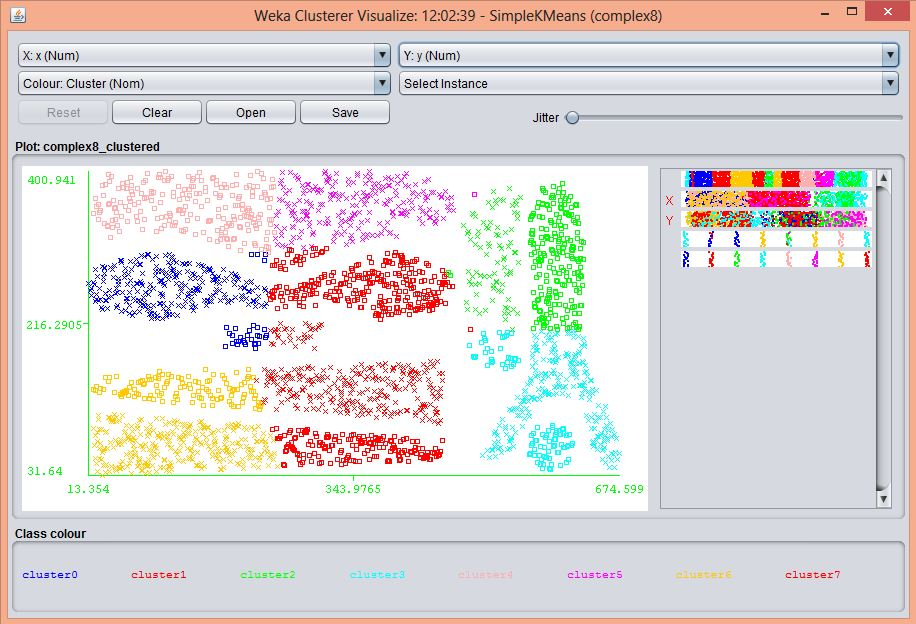 Weka Clusterer Visualize: 12:02:39 - SimpleKMeans (complex8)
X: x (Num) Y: y (Num)
Colour: Cluster (Nom) Select Instance
Reset Clear Open Save Jitter
Plot: complex8_clustered
400.941
216.2905
31.64
13.354 343.9765 674.599
X
Y
Class colour
cluster0 cluster1 cluster2 cluster3 cluster4 cluster5 cluster6 cluster7